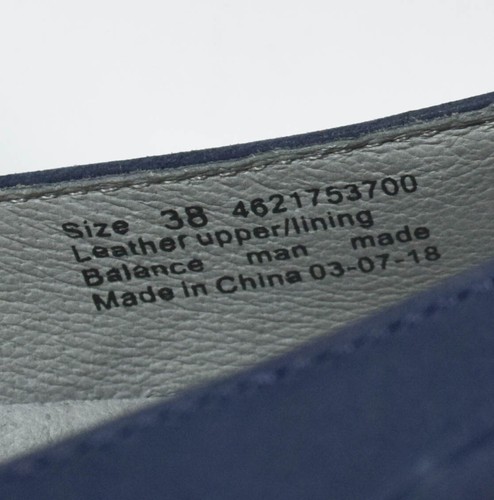 Size 38 4621753700
Leather upper/lining
Balance man made
Made in China 03-07-18